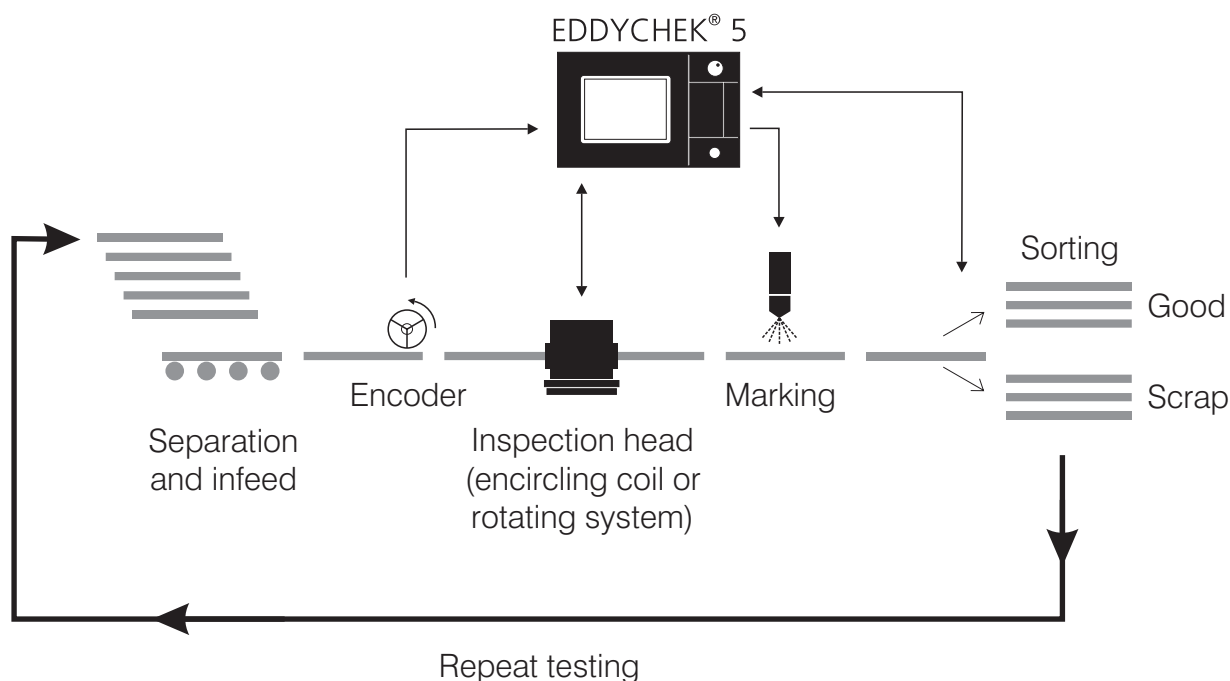 EDDYCHEK® 5
Sorting
Good
Encoder
Marking
Scrap
Separation
and infeed
Inspection head
(encircling coil or
rotating system)
Repeat testing